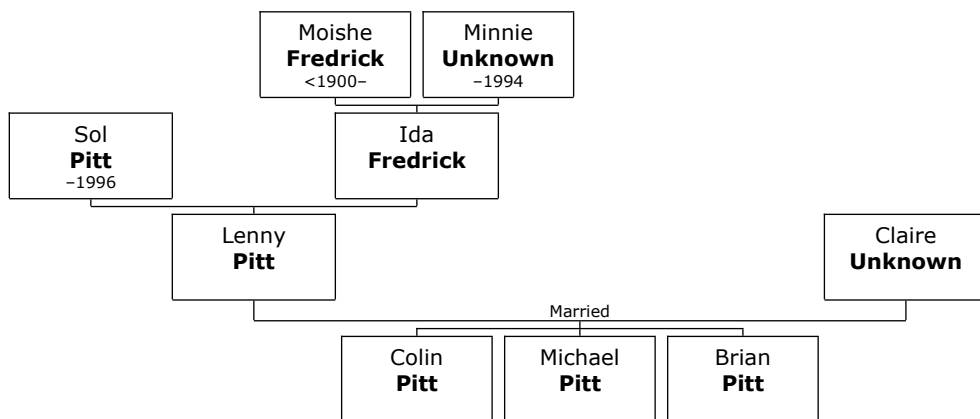 Moishe
Fredrick
<1900–
Minnie
Unknown
–1994
Sol
Pitt
–1996
Ida
Fredrick
Lenny
Pitt
Claire
Unknown
Married
Colin
Pitt
Michael
Pitt
Brian
Pitt